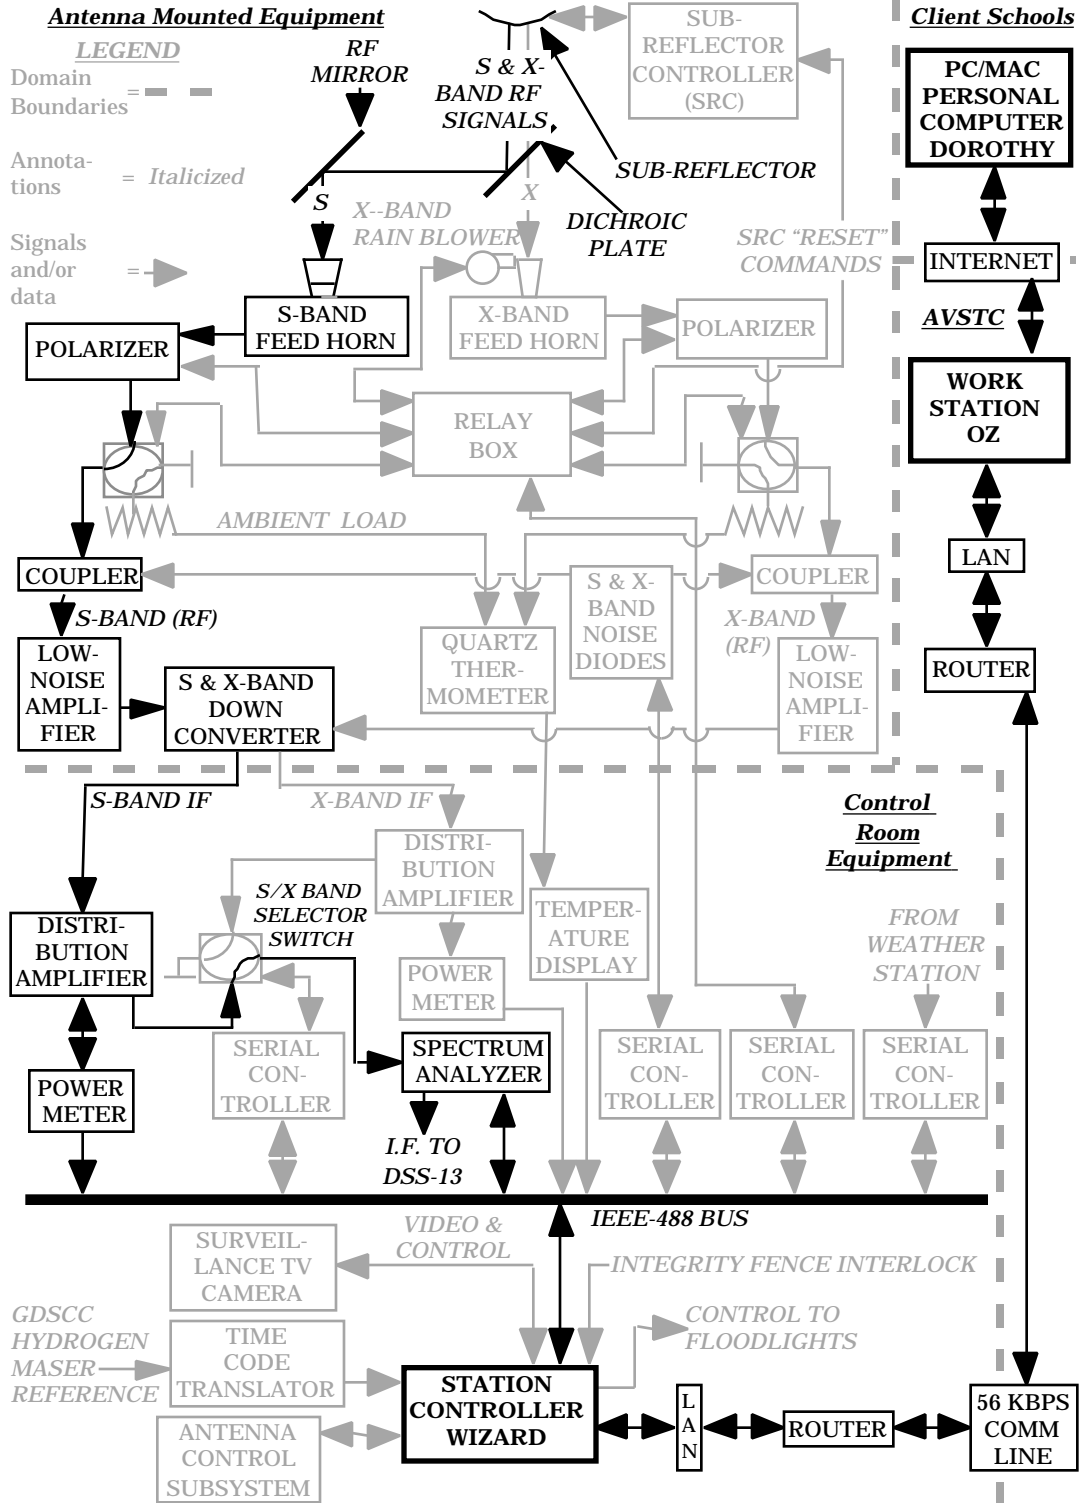 Antenna Mounted Equipment
LEGEND
Domain
Boundaries =
Annota-
tions = Italicized
Signals
and/or =
data
RF
MIRROR
S & X-
BAND RF
SIGNALS
SUB-
REFLECTOR
CONTROLLER
(SRC)
SUB-REFLECTOR
DICHROIC
PLATE
S
X
X--BAND
RAIN BLOWER
SRC “RESET”
COMMANDS
Client Schools
PC/MAC
PERSONAL
COMPUTER
DOROTHY
INTERNET
AVSTC
WORK
STATION
OZ
LAN
ROUTER
S-BAND
FEED HORN
X-BAND
FEED HORN
POLARIZER
POLARIZER
RELAY
BOX
AMBIENT LOAD
COUPLER
S & X-
BAND
NOISE
DIODES
COUPLER
S-BAND (RF)
X-BAND
(RF)
LOW-
NOISE
AMPLI-
FIER
S & X-BAND
DOWN
CONVERTER
QUARTZ
THER-
MOMETER
LOW-
NOISE
AMPLI-
FIER
S-BAND IF
X-BAND IF
Control
Room
Equipment
DISTRI-
BUTION
AMPLIFIER
S/X BAND
SELECTOR
SWITCH
DISTRI-
BUTION
AMPLIFIER
TEMPER-
ATURE
DISPLAY
FROM
WEATHER
STATION
POWER
METER
POWER
METER
SERIAL
CON-
TROLLER
SPECTRUM
ANALYZER
SERIAL
CON-
TROLLER
SERIAL
CON-
TROLLER
SERIAL
CON-
TROLLER
I.F. TO
DSS-13
IEEE-488 BUS
VIDEO &
CONTROL
SURVEIL-
LANCE TV
CAMERA
INTEGRITY FENCE INTERLOCK
GDSCC
HYDROGEN
MASER
REFERENCE
TIME
CODE
TRANSLATOR
CONTROL TO
FLOODLIGHTS
ANTENNA
CONTROL
SUBSYSTEM
STATION
CONTROLLER
WIZARD
L
A
N
ROUTER
56 KBPS
COMM
LINE